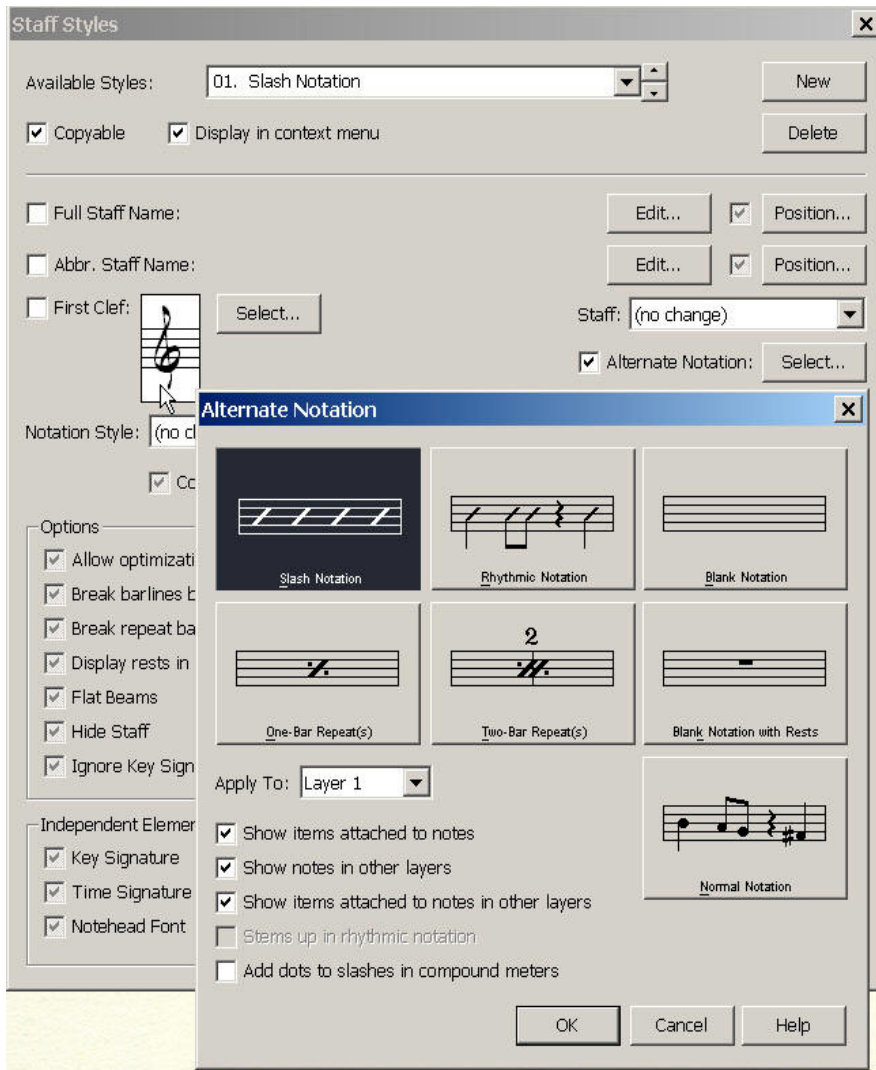 Staff Styles
Available Styles: 01. Slash Notation New
Copyable Display in context menu Delete
Full Staff Name: Edit... Position...
Abbr. Staff Name: Edit... Position...
First Clef: Select... Staff: (no change)
Alternate Notation: Select...
Alternate Notation
Notation Style: (no cl
Co
Options
Allow optimizati
Break barlines b
Break repeat ba
Display rests in
Flat Beams
Hide Staff
Ignore Key Sign
Independent Elemer
Key Signature
Time Signature
Notehead Font
Slash Notation Rhythmic Notation Blank Notation
2
One-Bar Repeat(s) Two-Bar Repeat(s) Blank Notation with Rests
Apply To: Layer 1
Show items attached to notes
Show notes in other layers
Normal Notation
Show items attached to notes in other layers
Stems up in rhythmic notation
Add dots to slashes in compound meters
OK Cancel Help